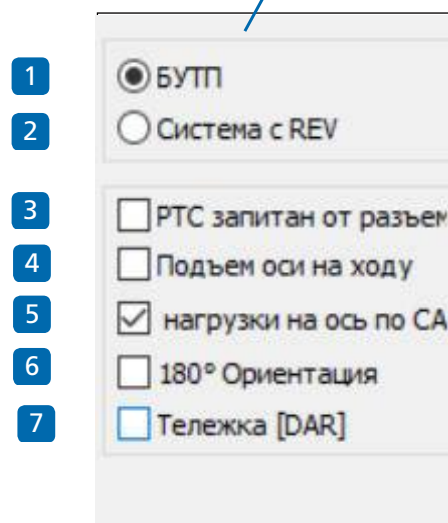 1 БУТП
2 Система с REV
3 РТС запитан от разъем
4 Подъем оси на ходу
5 нагрузки на ось по СА
6 180° Ориентация
7 Тележка [DAR]